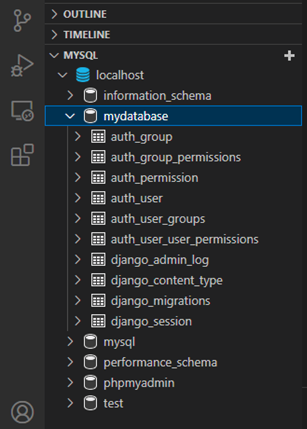 OUTLINE
TIMELINE
MYSQL
localhost
information_schema
mydatabase
auth_group
auth_group_permissions
auth_permission
auth_user
auth_user_groups
auth_user_user_permissions
django_admin_log
django_content_type
django_migrations
django_session
mysql
performance_schema
phpmyadmin
test